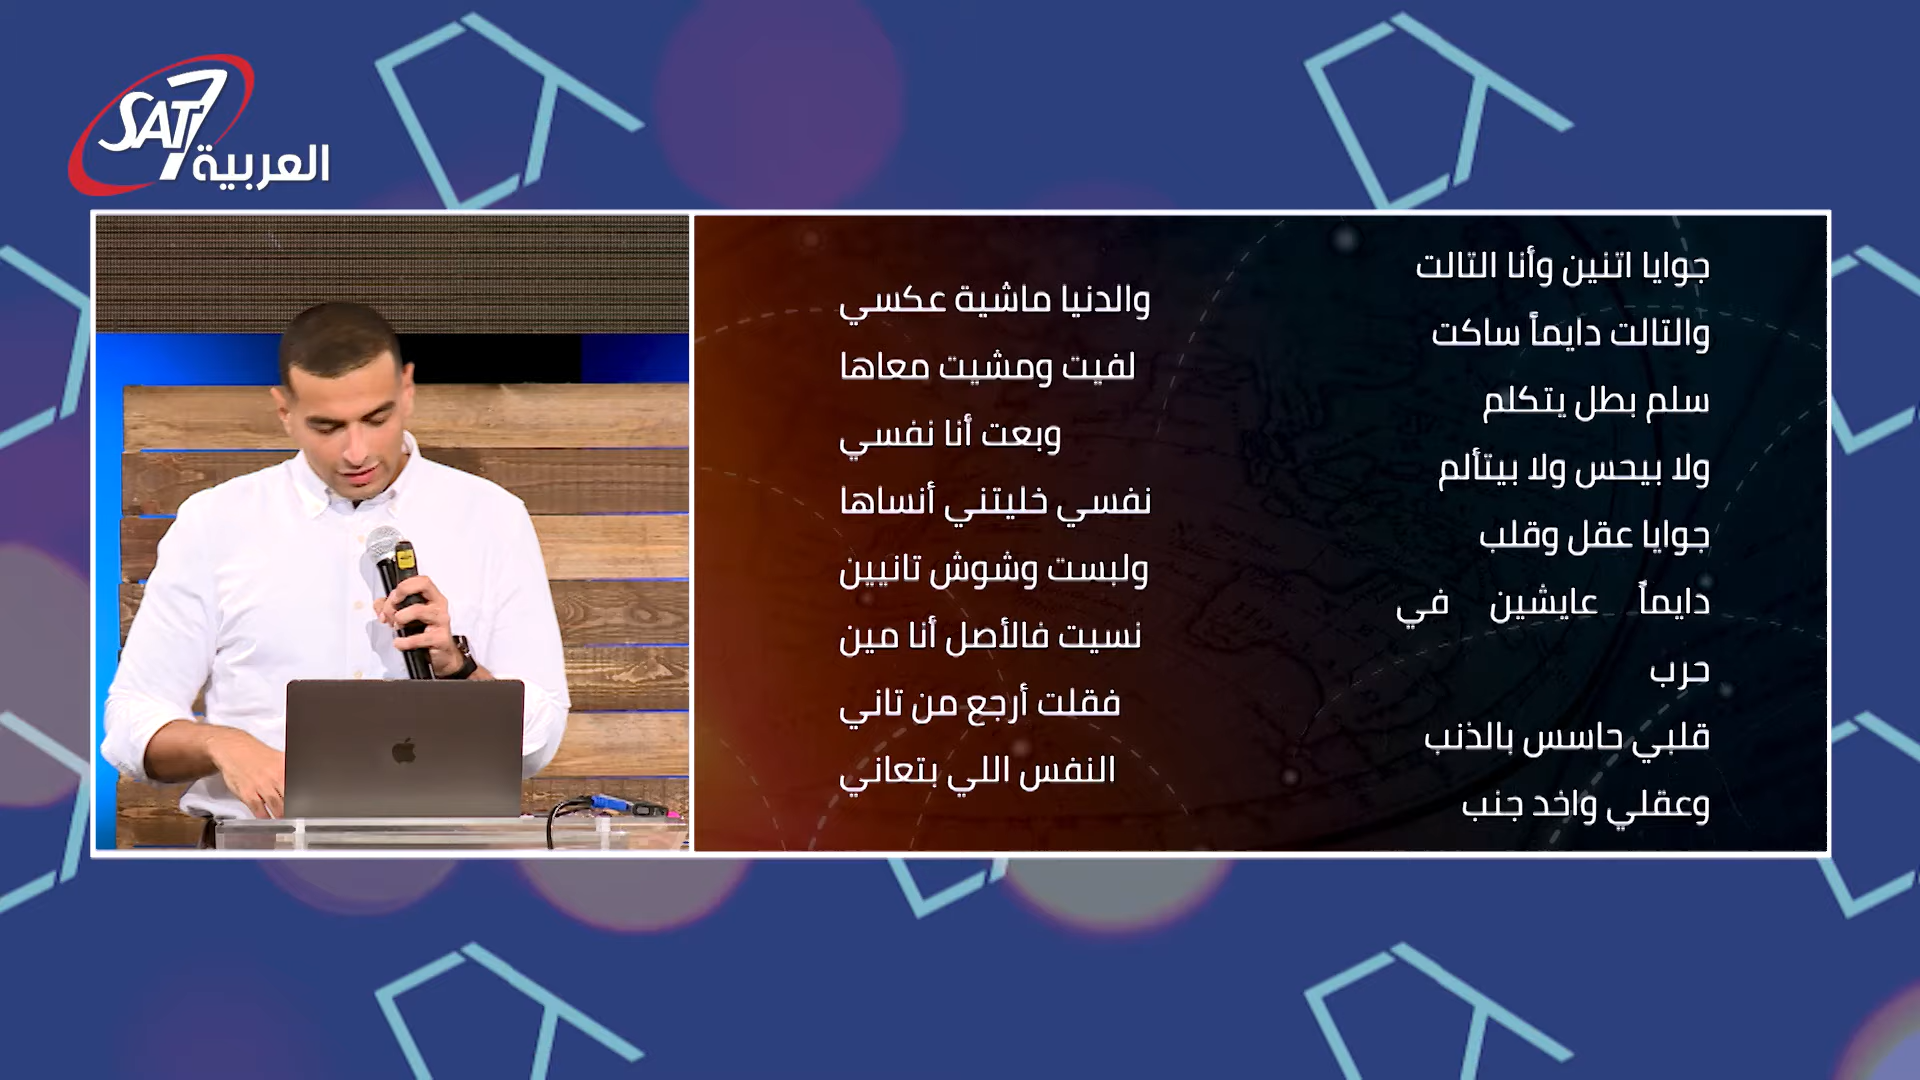 SAT7
العربية
جوايا اتنين وأنا التالت
والتالت دايماً ساكت
سلم بطل يتكلم
ولا بيحس ولا بيتألم
جوايا عقل وقلب
دايماً عايشين في
حرب
قلبي حاسس بالذنب
وعقلي واخد جنب
والدنيا ماشية عكسي
لفيت ومشيت معاها
وبعت أنا نفسي
نفسي خليتني أنساها
ولبست وشوش تانيين
نسيت فالأصل أنا مين
فقلت أرجع من تاني
النفس اللي بتعاني